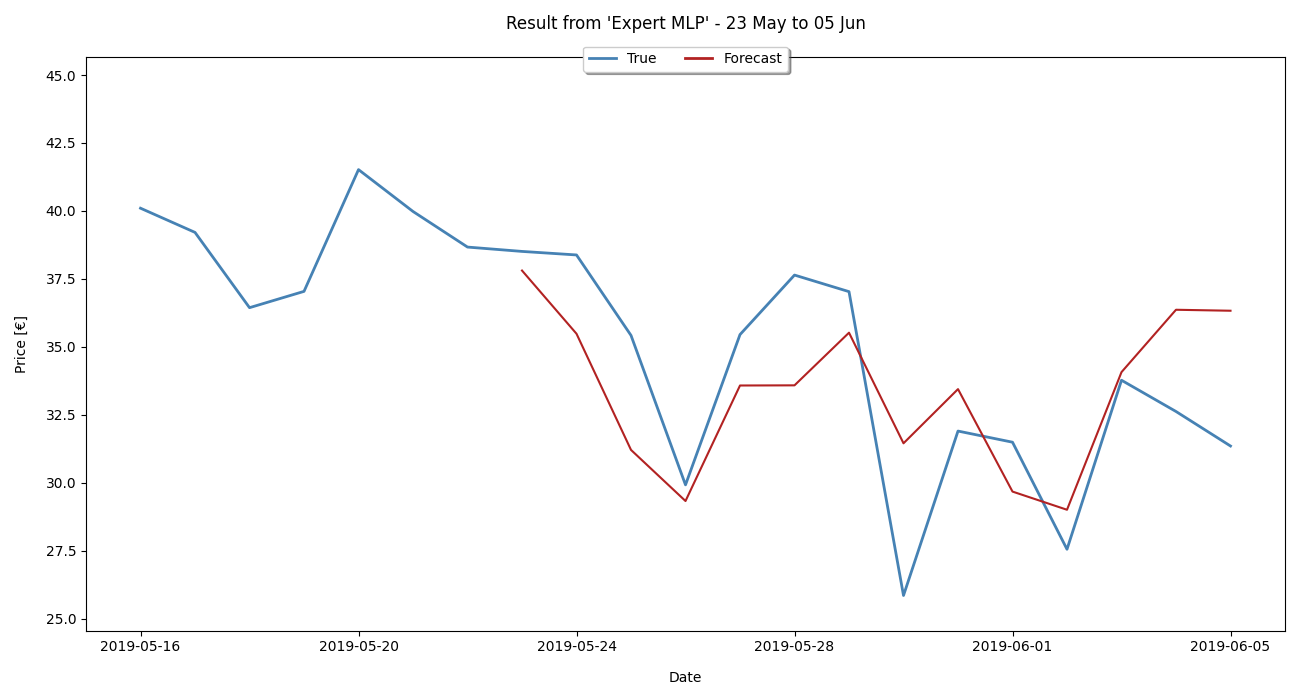 Result from 'Expert MLP' - 23 May to 05 Jun
True Forecast
45.0
42.5
40.0
37.5
35.0
32.5
30.0
27.5
25.0
Price [€]
2019-05-16 2019-05-20 2019-05-24 2019-05-28 2019-06-01 2019-06-05
Date